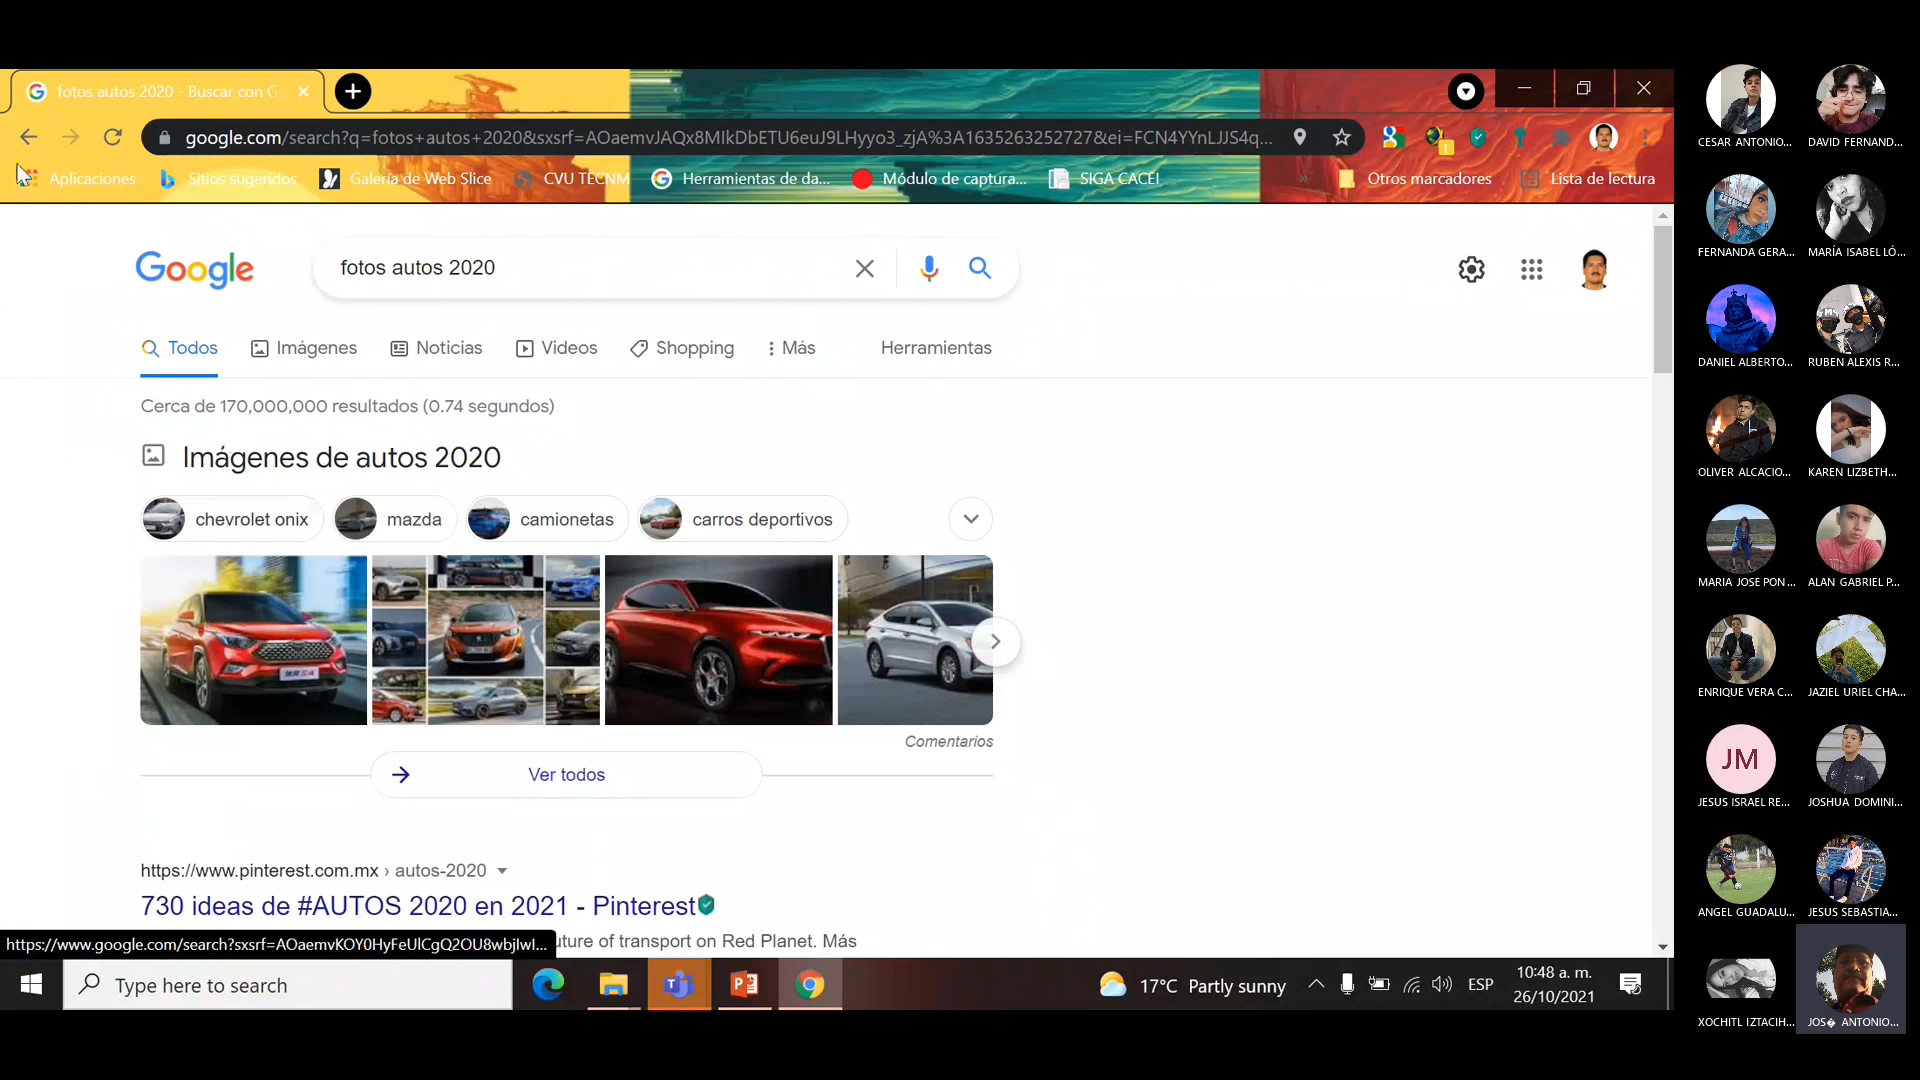 fotos autos 2020 - Buscar con G
google.com/search?q=fotos+autos+2020&sxsrf=AOaemvJAQx8MIkDbETU6euJ9LHyyo3_zjA%3A1635263252727&ei=FCN4YYnLJJS4q...
Aplicaciones
Sitios sugeridos
Galería de Web Slice
CVU TECNM
Herramientas de da...
Módulo de captura...
SIGA CACEI
»
Otros marcadores
Lista de lectura
Google
fotos autos 2020
Todos
Imágenes
Noticias
Videos
Shopping
Más
Herramientas
Cerca de 170,000,000 resultados (0.74 segundos)
Imágenes de autos 2020
chevrolet onix
mazda
camionetas
carros deportivos
Comentarios
Ver todos
https://www.pinterest.com.mx › autos-2020
730 ideas de #AUTOS 2020 en 2021 - Pinterest
uture of transport on Red Planet. Más
https://www.google.com/search?sxsrf=AOaemvKOY0HyFeUlCgQ2OU8wbjIwI...
Type here to search
17°C Partly sunny
ESP
10:48 a. m.
26/10/2021
CESAR ANTONIO...
DAVID FERNAND...
FERNANDA GERA...
MARÍA ISABEL LÓ...
DANIEL ALBERTO...
RUBEN ALEXIS R...
OLIVER ALCACIO...
KAREN LIZBETH...
MARIA JOSE PON...
ALAN GABRIEL P...
ENRIQUE VERA C...
JAZIEL URIEL CHA...
JM
JESUS ISRAEL RE...
JOSHUA DOMINI...
ANGEL GUADALU...
JESUS SEBASTIA...
XOCHITL IZTACIH...
JOS� ANTONIO...